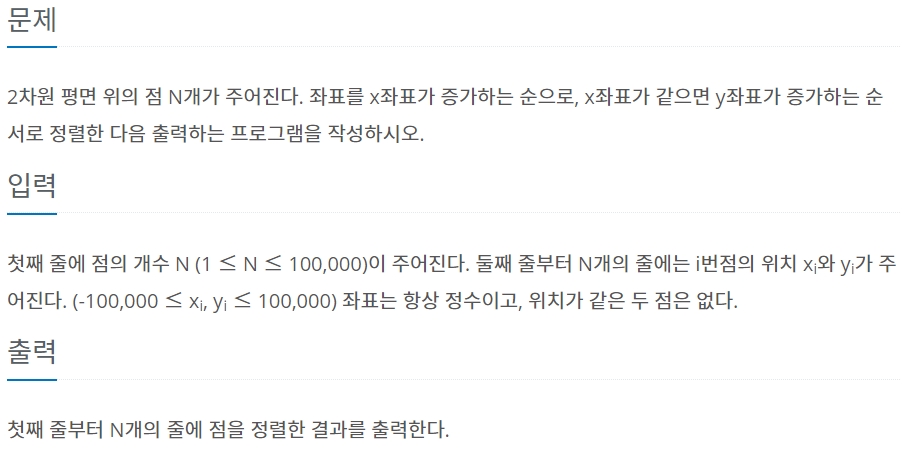 문제
2차원 평면 위의 점 N개가 주어진다. 좌표를 x좌표가 증가하는 순으로, x좌표가 같으면 y좌표가 증가하는 순
서로 정렬한 다음 출력하는 프로그램을 작성하시오.
입력
첫째 줄에 점의 개수 N (1 ≤ N ≤ 100,000)이 주어진다. 둘째 줄부터 N개의 줄에는 i번점의 위치 xᵢ와 yᵢ가 주
어진다. (-100,000 ≤ xᵢ, yᵢ ≤ 100,000) 좌표는 항상 정수이고, 위치가 같은 두 점은 없다.
출력
첫째 줄부터 N개의 줄에 점을 정렬한 결과를 출력한다.